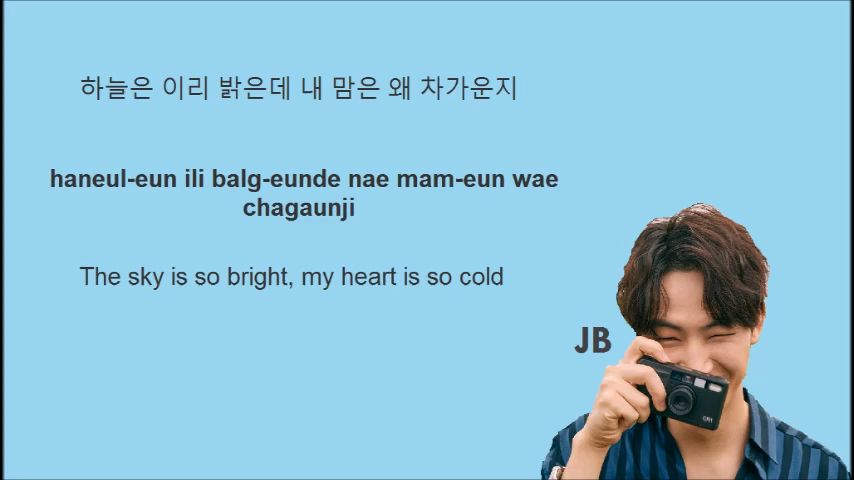 하늘은 이리 밝은데 내 맘은 왜 차가운지
haneul-eun ili balg-eunde nae mam-eun wae
chagaunji
The sky is so bright, my heart is so cold
JB